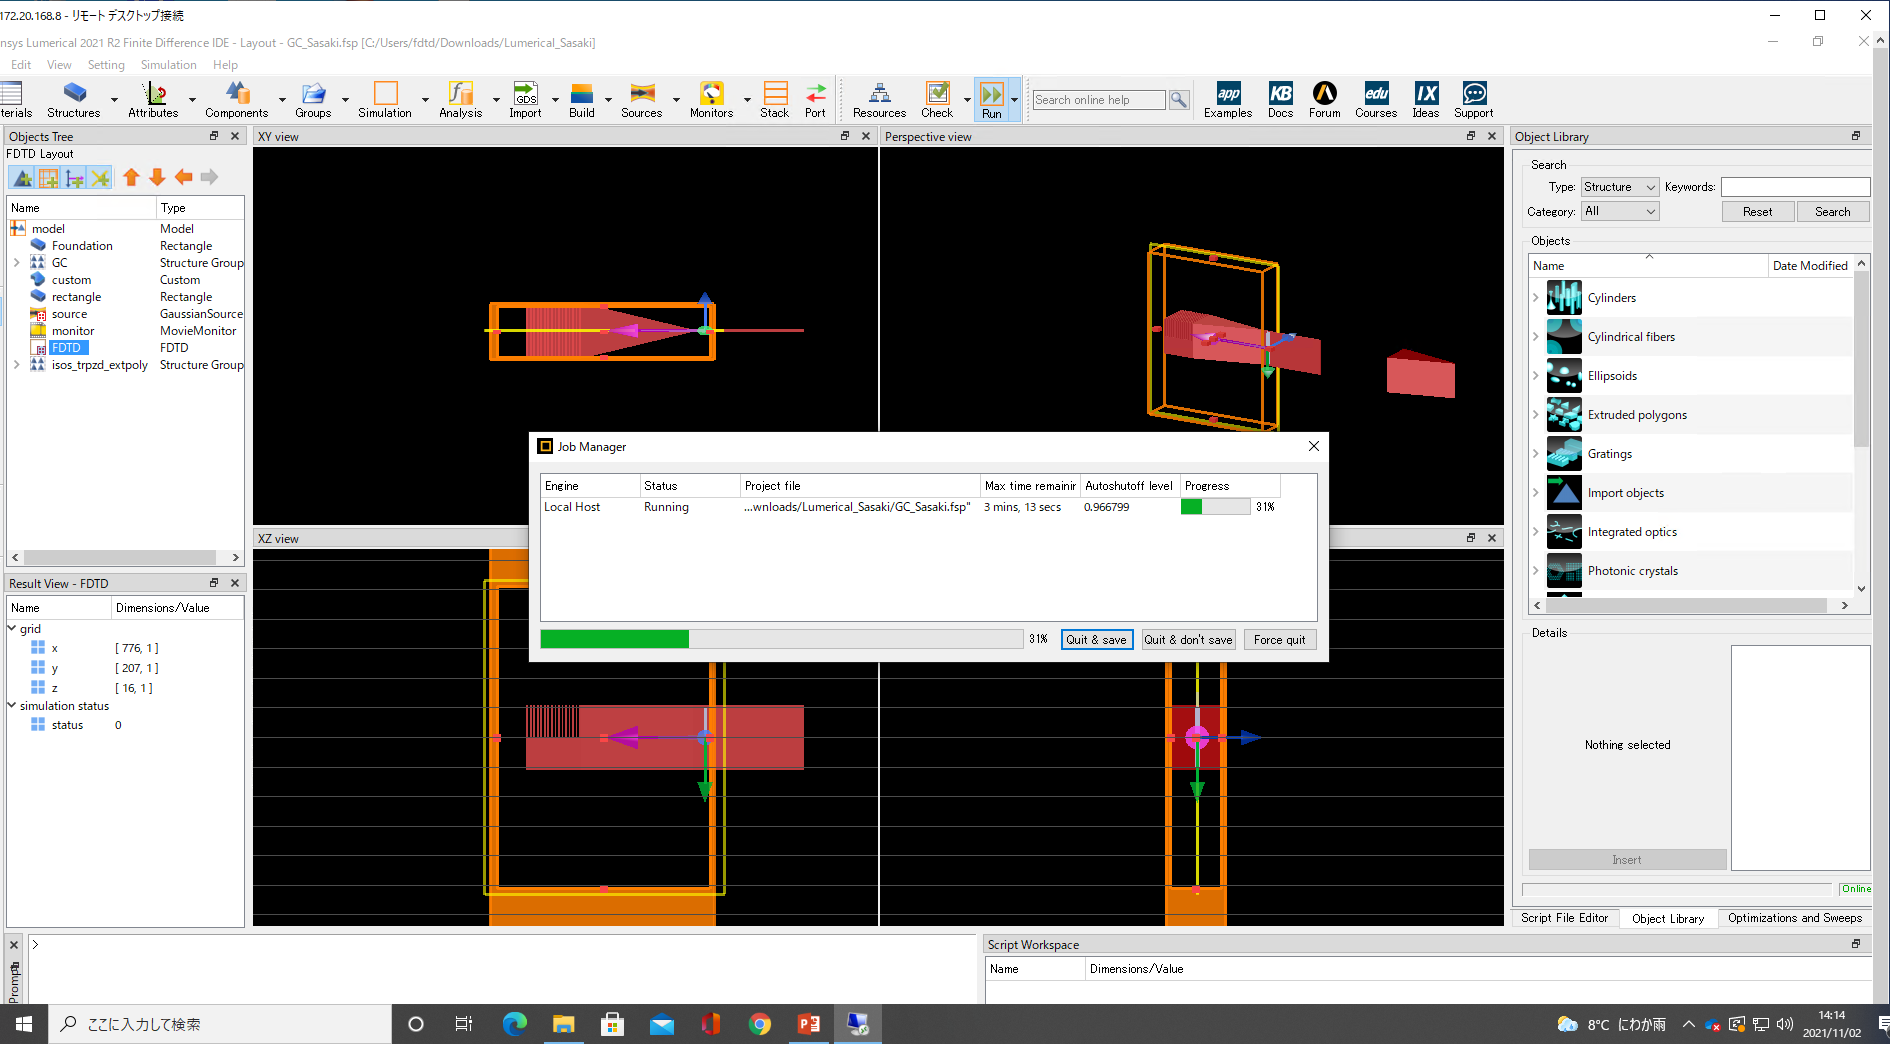 172.20.168.8 - リモート デスクトップ接続
nsys Lumerical 2021 R2 Finite Difference IDE - Layout - GC_Sasaki.fsp [C:/Users/fdtd/Downloads/Lumerical_Sasaki]
Edit View Setting Simulation Help
terials Structures Attributes Components Groups Simulation Analysis Import Build Sources Monitors Stack Port Resources Check Run Search online help Examples Docs Forum Courses Ideas Support
GDS
app KB edu IX
Objects Tree
FDTD Layout
Name Type
model Model
Foundation Rectangle
GC Structure Group
custom Custom
rectangle Rectangle
source GaussianSource
monitor MovieMonitor
FDTD FDTD
isos_trpzd_extpoly Structure Group
Result View - FDTD
Name Dimensions/Value
grid
x [ 776, 1 ]
y [ 207, 1 ]
z [ 16, 1 ]
simulation status
status 0
XY view
Perspective view
XZ view
Job Manager
Engine Status Project file Max time remainir Autoshutoff level Progress
Local Host Running ...wnloads/Lumerical_Sasaki/GC_Sasaki.fsp" 3 mins, 13 secs 0.966799 31%
31% Quit & save Quit & don't save Force quit
Object Library
Search
Type: Structure Keywords:
Category: All Reset Search
Objects
Name Date Modified
Cylinders
Cylindrical fibers
Ellipsoids
Extruded polygons
Gratings
Import objects
Integrated optics
Photonic crystals
Details
Nothing selected
Insert
Online
Script File Editor Object Library Optimizations and Sweeps
Prompt
>
Script Workspace
Name Dimensions/Value
ここに入力して検索
8°C にわか雨
14:14
2021/11/02